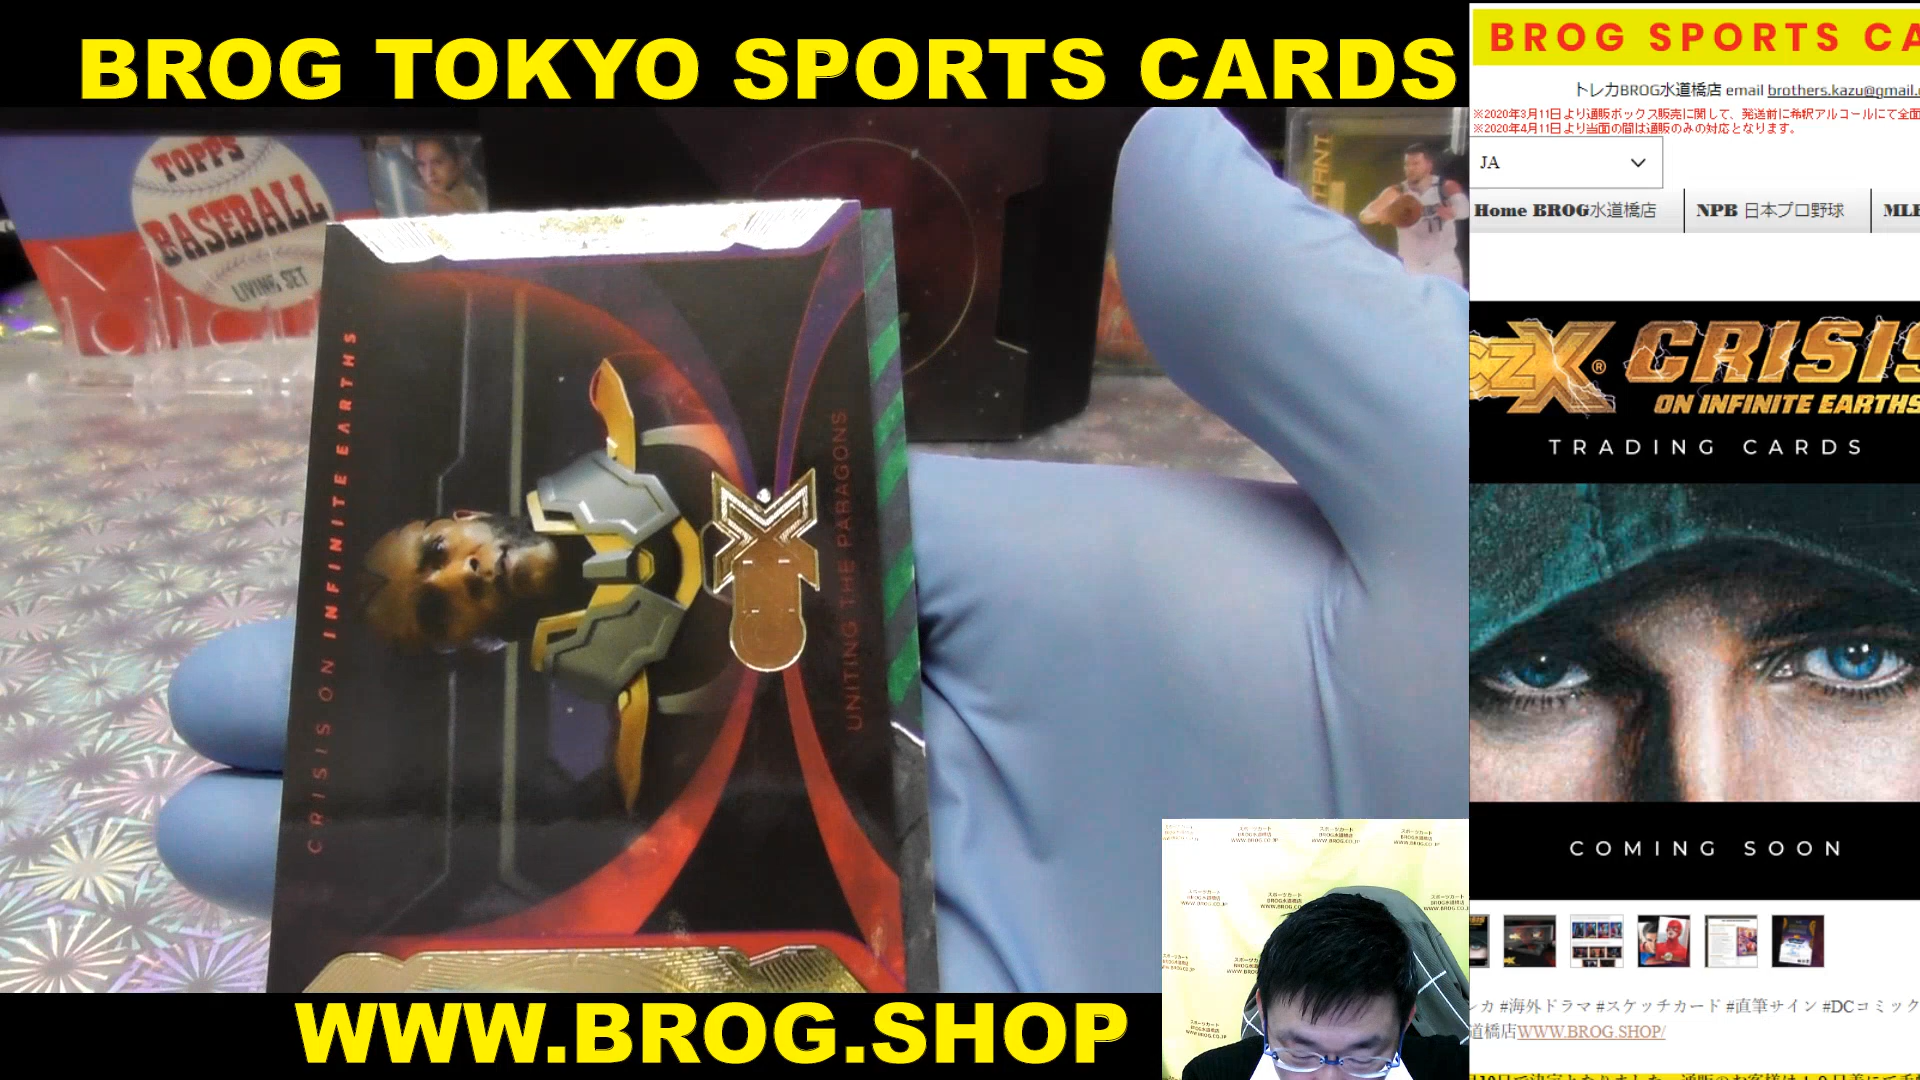 BROG TOKYO SPORTS CARDS
TOPPS
BASEBALL
LIVING SET
CRISIS ON INFINITE EARTHS
UNITING THE PARAGONS
WWW.BROG.SHOP
BROG SPORTS CA
トレカBROG水道橋店 email brothers.kazu@gmail.
※2020年3月11日より通販ボックス販売に関して、発送前に希釈アルコールにて全面
※2020年4月11日より当面の間は通販のみの対応となります。
JA
Home BROG水道橋店
NPB 日本プロ野球
MLB
CZX® CRISIS
ON INFINITE EARTHS
TRADING CARDS
COMING SOON
レカ #海外ドラマ #スケッチカード #直筆サイン #DCコミック
道橋店WWW.BROG.SHOP/